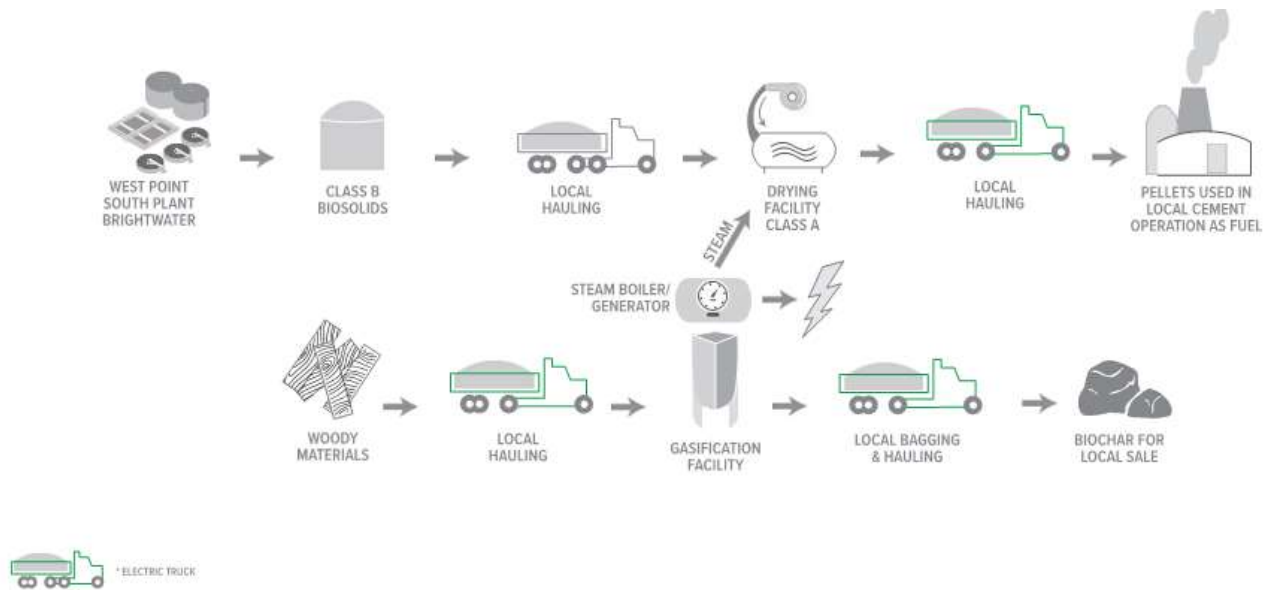 WEST POINT
SOUTH PLANT
BRIGHTWATER
CLASS B
BIOSOLIDS
LOCAL
HAULING
DRYING
FACILITY
CLASS A
LOCAL
HAULING
PELLETS USED IN
LOCAL CEMENT
OPERATION AS FUEL
STEAM
STEAM BOILER/
GENERATOR
WOODY
MATERIALS
LOCAL
HAULING
GASIFICATION
FACILITY
LOCAL BAGGING
& HAULING
BIOCHAR FOR
LOCAL SALE
* ELECTRIC TRUCK